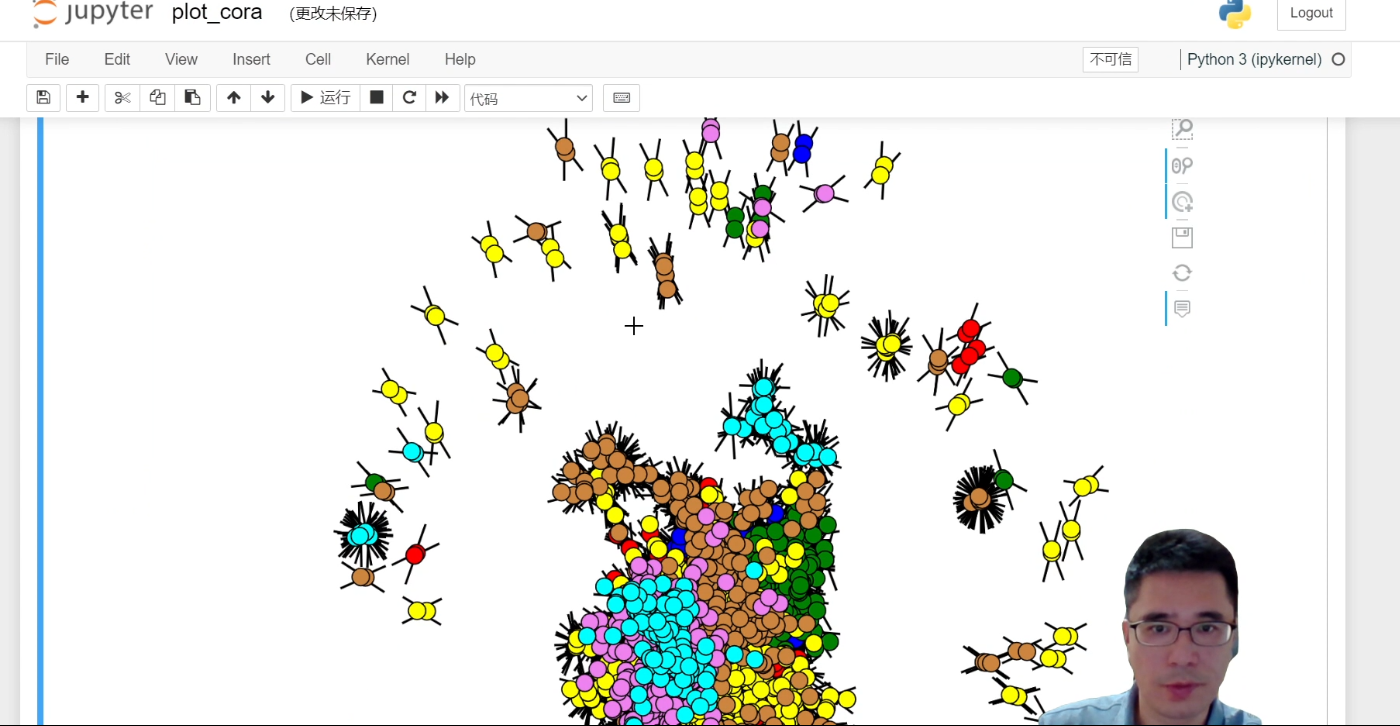 jupyter plot_cora (更改未保存)
Logout
File Edit View Insert Cell Kernel Help
不可信 Python 3 (ipykernel)
运行 代码